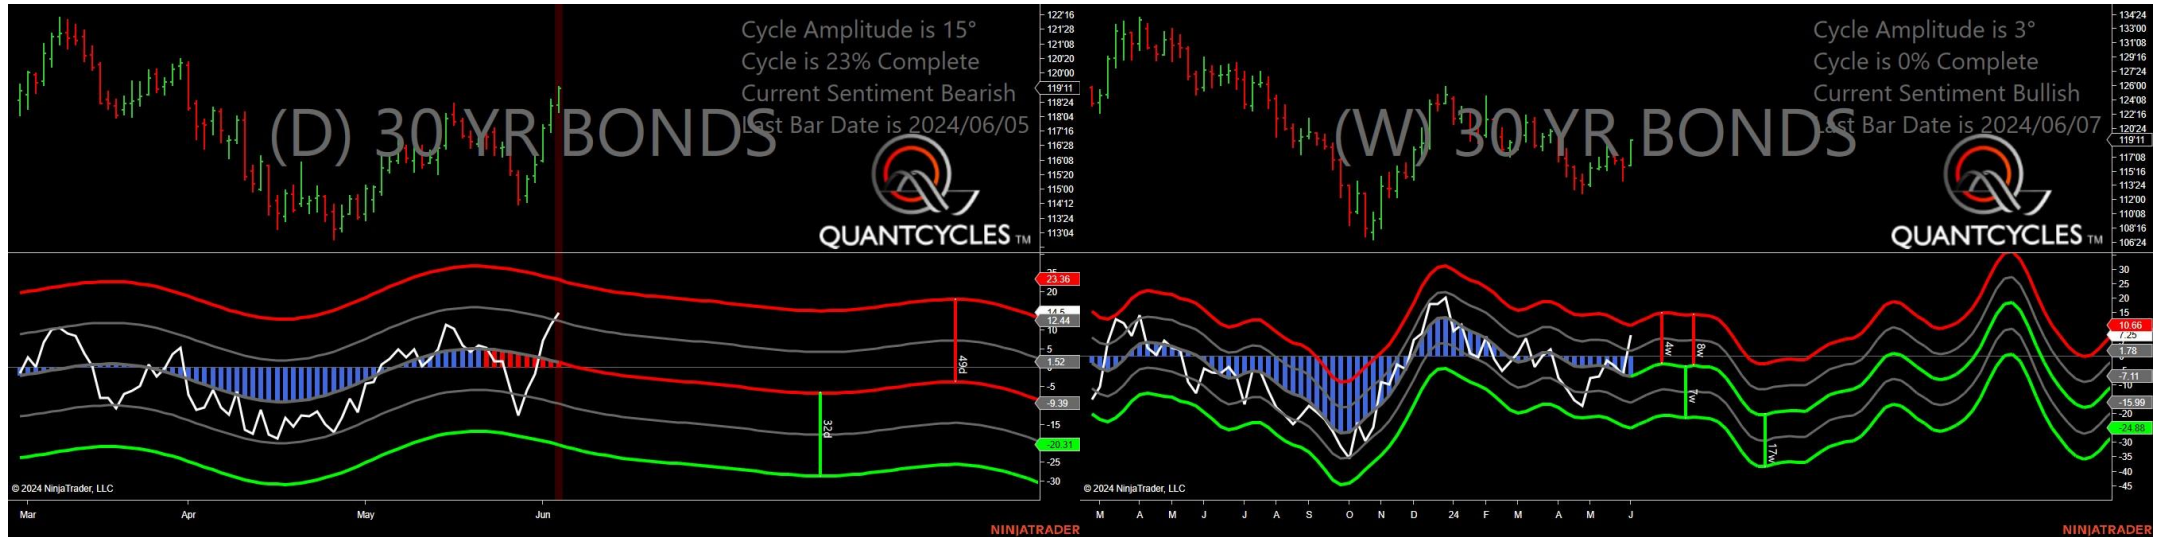 (D) 30 YR BONDS
Cycle Amplitude is 15°
Cycle is 23% Complete
Current Sentiment Bearish
Last Bar Date is 2024/06/05
QUANTCYCLES TM
122'16
121'28
121'08
120'20
120'00
119'11
118'24
118'04
117'16
116'28
116'08
115'20
115'00
114'12
113'24
113'04
25
23.36
20
14.5
12.44
10
5
1.52
-5
-9.39
-15
-20.31
-25
-30
49d
32d
© 2024 NinjaTrader, LLC
Mar Apr May Jun
NINJATRADER
(W) 30 YR BONDS
Cycle Amplitude is 3°
Cycle is 0% Complete
Current Sentiment Bullish
Last Bar Date is 2024/06/07
QUANTCYCLES TM
134'24
133'00
131'08
129'16
127'24
126'00
124'08
122'16
120'24
119'11
117'08
115'16
113'24
112'00
110'08
108'16
106'24
30
25
20
15
10.66
7.25
1.78
-7.11
-10
-15.99
-20
-24.88
-30
-35
-40
-45
4w
8w
7w
17w
© 2024 NinjaTrader, LLC
M A M J J A S O N D 24 F M A M J
NINJATRADER